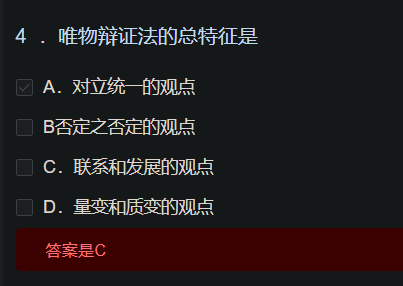 4 ．唯物辩证法的总特征是
A．对立统一的观点
B否定之否定的观点
C．联系和发展的观点
D．量变和质变的观点
答案是C